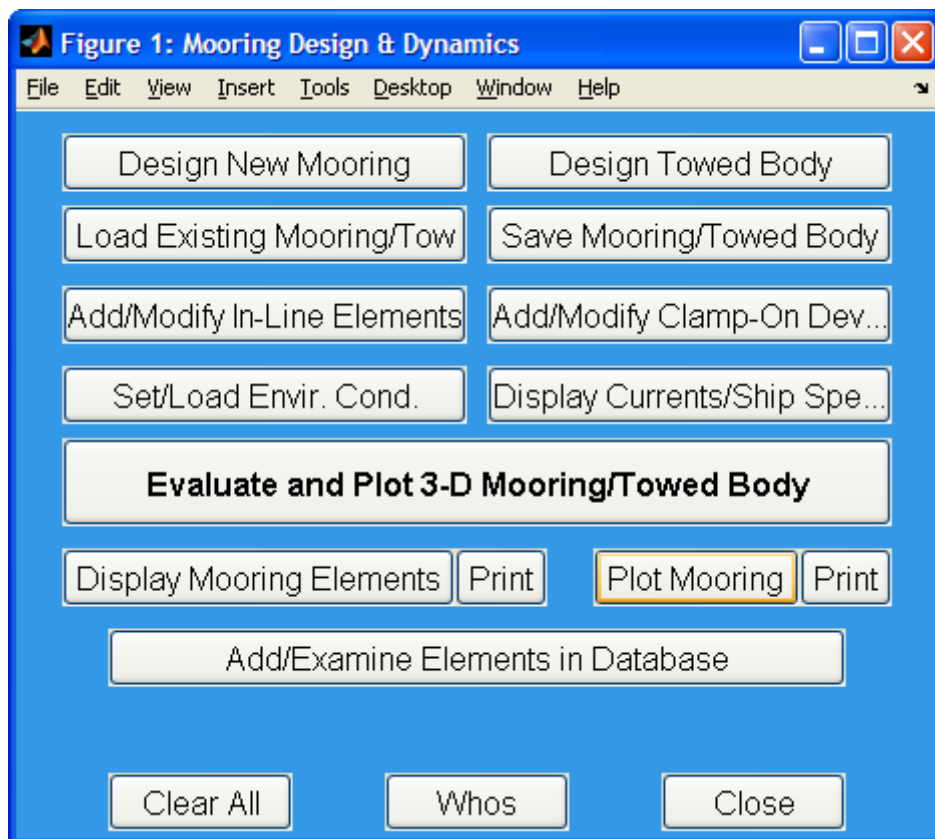 Figure 1: Mooring Design & Dynamics
File Edit View Insert Tools Desktop Window Help
Design New Mooring Design Towed Body
Load Existing Mooring/Tow Save Mooring/Towed Body
Add/Modify In-Line Elements Add/Modify Clamp-On Dev...
Set/Load Envir. Cond. Display Currents/Ship Spe...
Evaluate and Plot 3-D Mooring/Towed Body
Display Mooring Elements Print Plot Mooring Print
Add/Examine Elements in Database
Clear All Whos Close